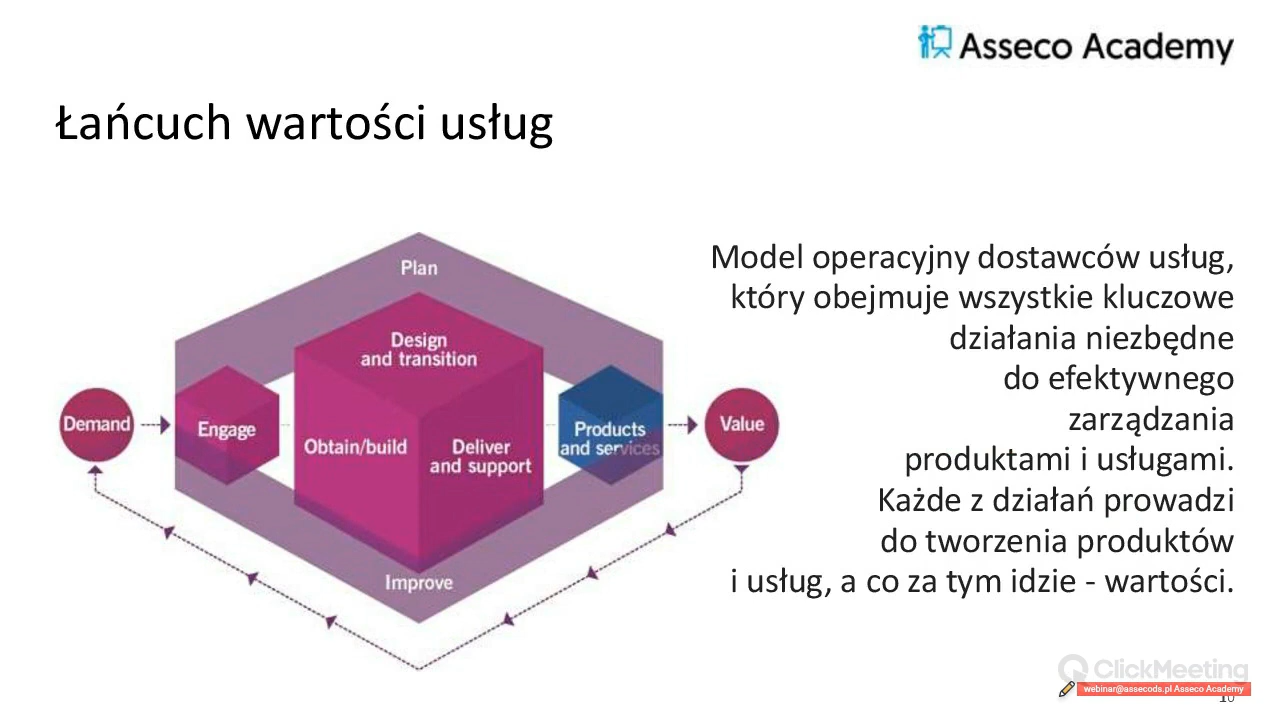 Asseco Academy
Łańcuch wartości usług
Plan
Design
and transition
Demand
Engage
Obtain/build
Deliver
and support
Products
and services
Value
Improve
Model operacyjny dostawców usług,
który obejmuje wszystkie kluczowe
działania niezbędne
do efektywnego
zarządzania
produktami i usługami.
Każde z działań prowadzi
do tworzenia produktów
i usług, a co za tym idzie - wartości.
ClickMeeting
webinar@assecods.pl Asseco Academy
10